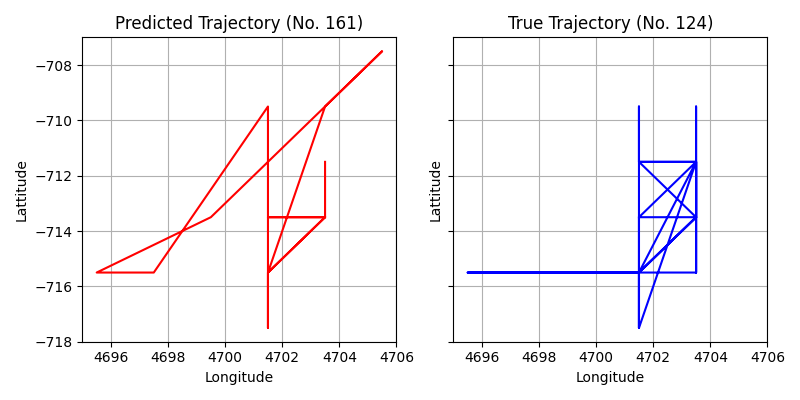 Predicted Trajectory (No. 161)
−708
−710
−712
−714
−716
−718
Lattitude
4696 4698 4700 4702 4704 4706
Longitude
True Trajectory (No. 124)
Lattitude
4696 4698 4700 4702 4704 4706
Longitude